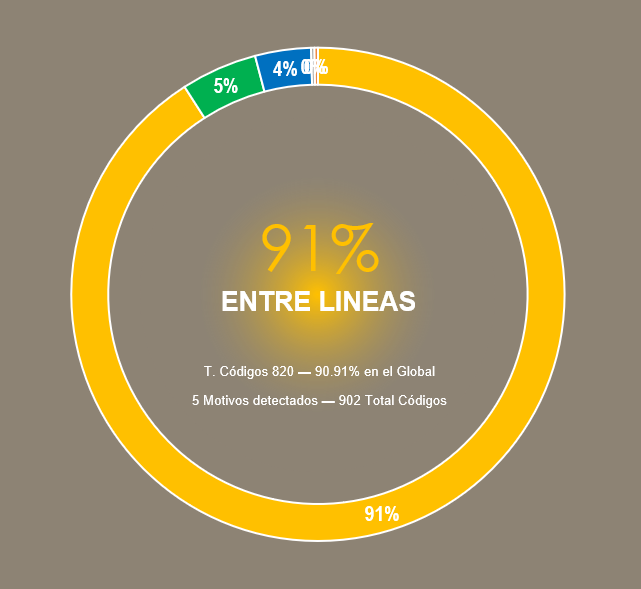 5%
4%
91%
ENTRE LINEAS
T. Códigos 820 — 90.91% en el Global
5 Motivos detectados — 902 Total Códigos
91%